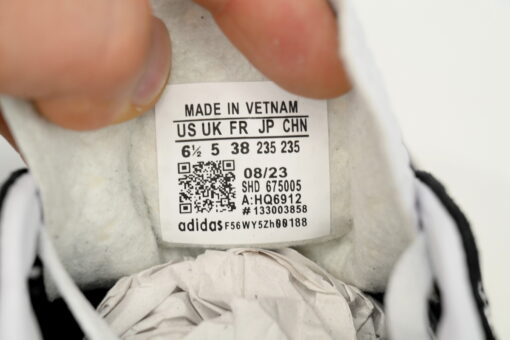 MADE IN VETNAM
US UK FR JP CHN
6½ 5 38 235 235
08/23
SHD 675005
A:HQ6912
#133003858
adidas F56WY5Zh00188